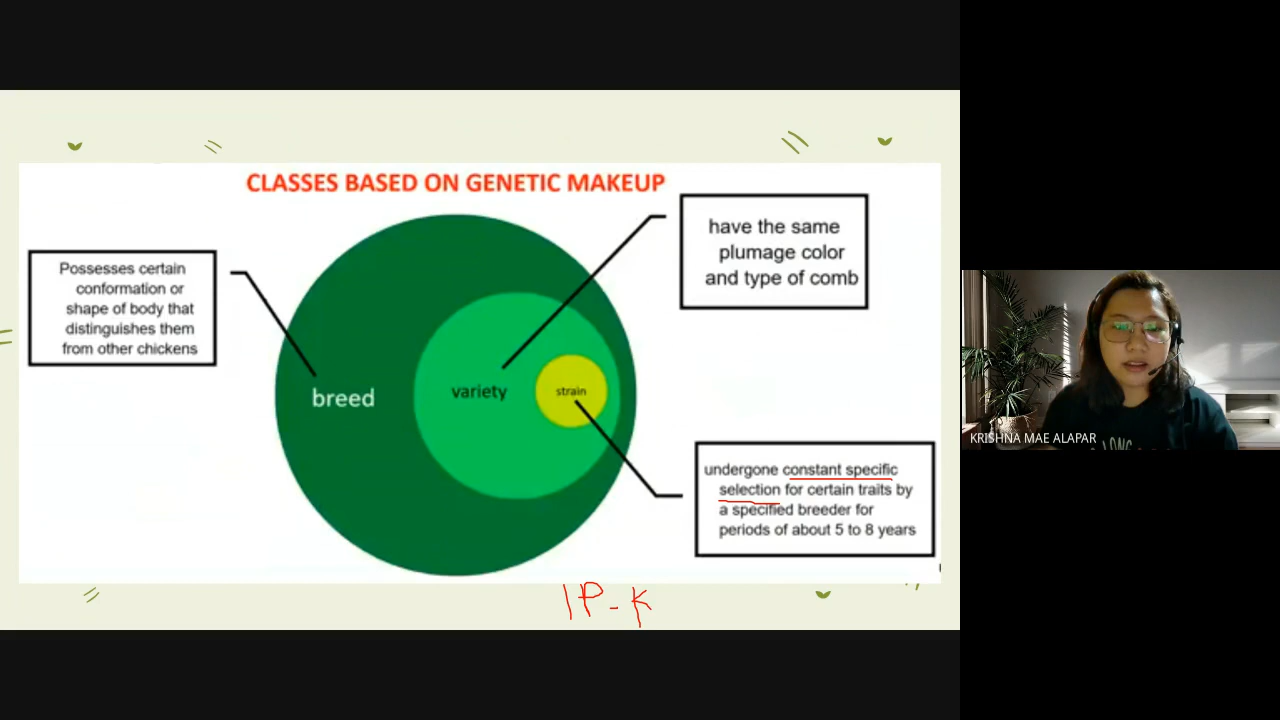 CLASSES BASED ON GENETIC MAKEUP
Possesses certain
conformation or
shape of body that
distinguishes them
from other chickens
have the same
plumage color
and type of comb
breed
variety
strain
undergone constant specific
selection for certain traits by
a specified breeder for
periods of about 5 to 8 years
IP-K
KRISHNA MAE ALAPAR